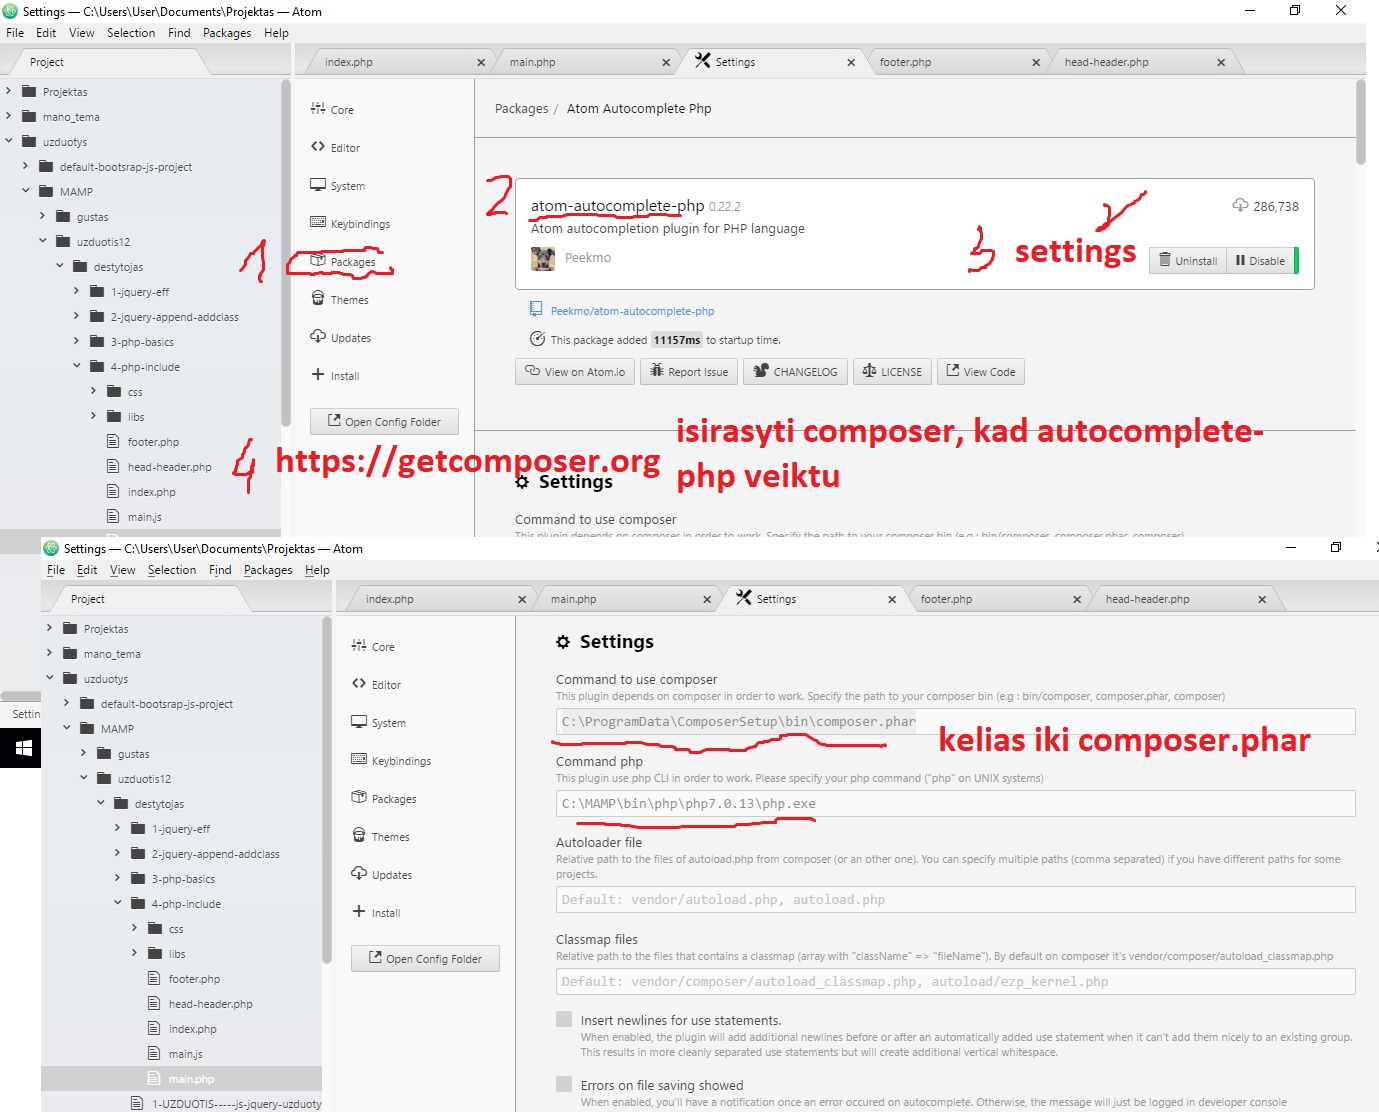 Settings — C:\Users\User\Documents\Projektas — Atom
File Edit View Selection Find Packages Help
Project
index.php
main.php
Settings
footer.php
head-header.php
Projektas
mano_tema
uzduotys
default-bootsrap-js-project
MAMP
gustas
uzduotis12
destytojas
1-jquery-eff
2-jquery-append-addclass
3-php-basics
4-php-include
css
libs
footer.php
head-header.php
index.php
main.js
Core
Editor
System
Keybindings
1
Packages
Themes
Updates
Install
Open Config Folder
Packages / Atom Autocomplete Php
2
atom-autocomplete-php 0.22.2
286,738
Atom autocompletion plugin for PHP language
Peekmo
3 settings
Uninstall
Disable
Peekmo/atom-autocomplete-php
This package added 11157ms to startup time.
View on Atom.io
Report Issue
CHANGELOG
LICENSE
View Code
4 https://getcomposer.org
isirasyti composer, kad autocomplete-
php veiktu
Settings
Command to use composer
This plugin depends on composer in order to work. Specify the path to your composer bin (e.g : bin/composer, composer.phar, composer)
Settin
Settings — C:\Users\User\Documents\Projektas — Atom
File Edit View Selection Find Packages Help
Project
index.php
main.php
Settings
footer.php
head-header.php
Projektas
mano_tema
uzduotys
default-bootsrap-js-project
MAMP
gustas
uzduotis12
destytojas
1-jquery-eff
2-jquery-append-addclass
3-php-basics
4-php-include
css
libs
footer.php
head-header.php
index.php
main.js
main.php
1-UZDUOTIS-----js-jquery-uzduoty
Core
Editor
System
Keybindings
Packages
Themes
Updates
Install
Open Config Folder
Settings
Command to use composer
This plugin depends on composer in order to work. Specify the path to your composer bin (e.g : bin/composer, composer.phar, composer)
C:\ProgramData\ComposerSetup\bin\composer.phar
kelias iki composer.phar
Command php
This plugin use php CLI in order to work. Please specify your php command ("php" on UNIX systems)
C:\MAMP\bin\php\php7.0.13\php.exe
Autoloader file
Relative path to the files of autoload.php from composer (or an other one). You can specify multiple paths (comma separated) if you have different paths for some
projects.
Default: vendor/autoload.php, autoload.php
Classmap files
Relative path to the files that contains a classmap (array with "className" => "fileName"). By default on composer it's vendor/composer/autoload_classmap.php
Default: vendor/composer/autoload_classmap.php, autoload/ezp_kernel.php
Insert newlines for use statements.
When enabled, the plugin will add additional newlines before or after an automatically added use statement when it can't add them nicely to an existing group.
This results in more cleanly separated use statements but will create additional vertical whitespace.
Errors on file saving showed
When enabled, you'll have a notification once an error occured on autocomplete. Otherwise, the message will just be logged in developer console